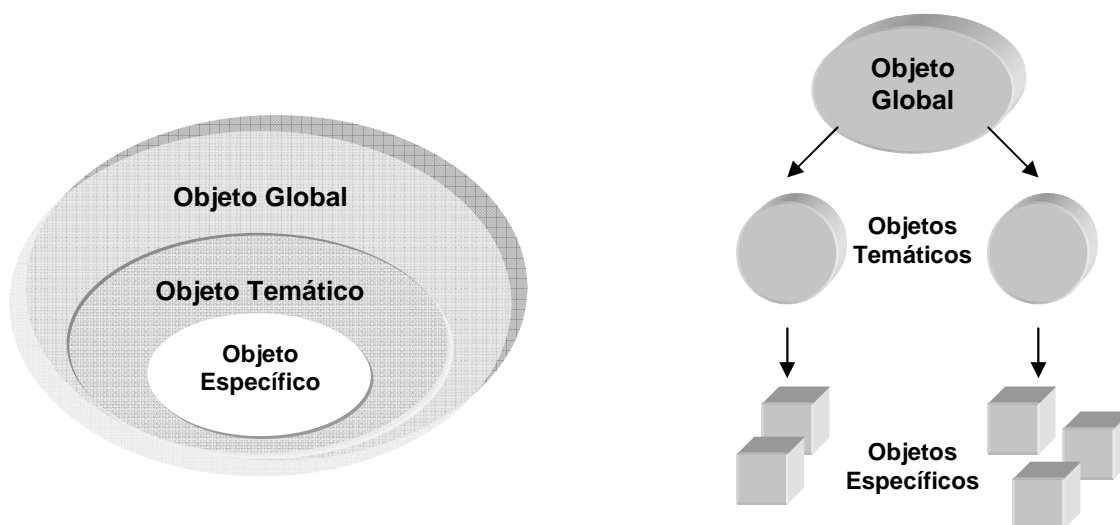 Objeto Global
Objeto Temático
Objeto
Específico
Objeto
Global
Objetos
Temáticos
Objetos
Específicos